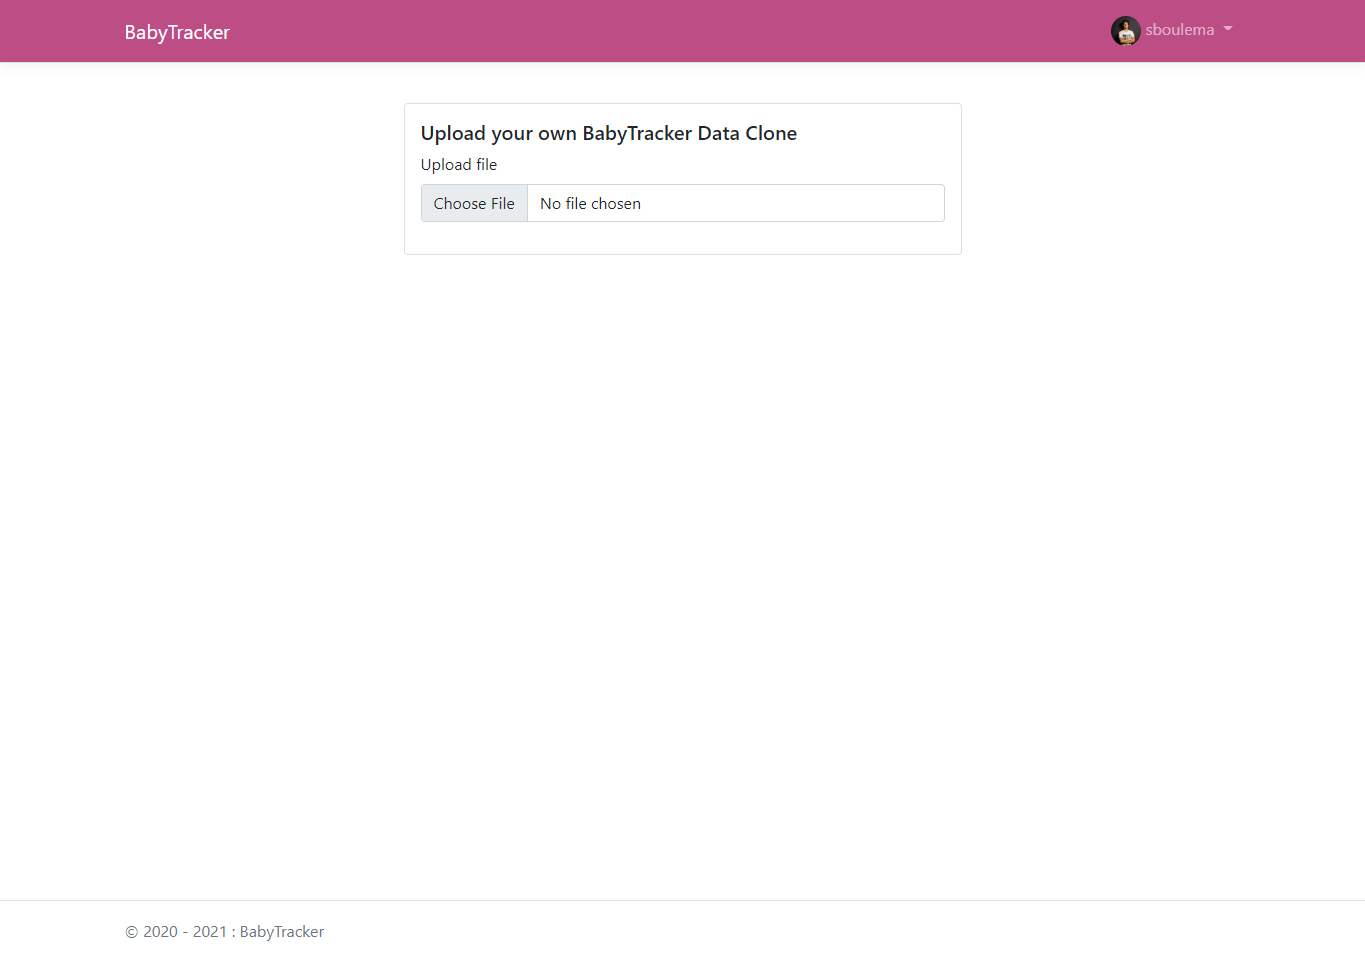 BabyTracker
sboulema
Upload your own BabyTracker Data Clone
Upload file
Choose File No file chosen
© 2020 - 2021 : BabyTracker